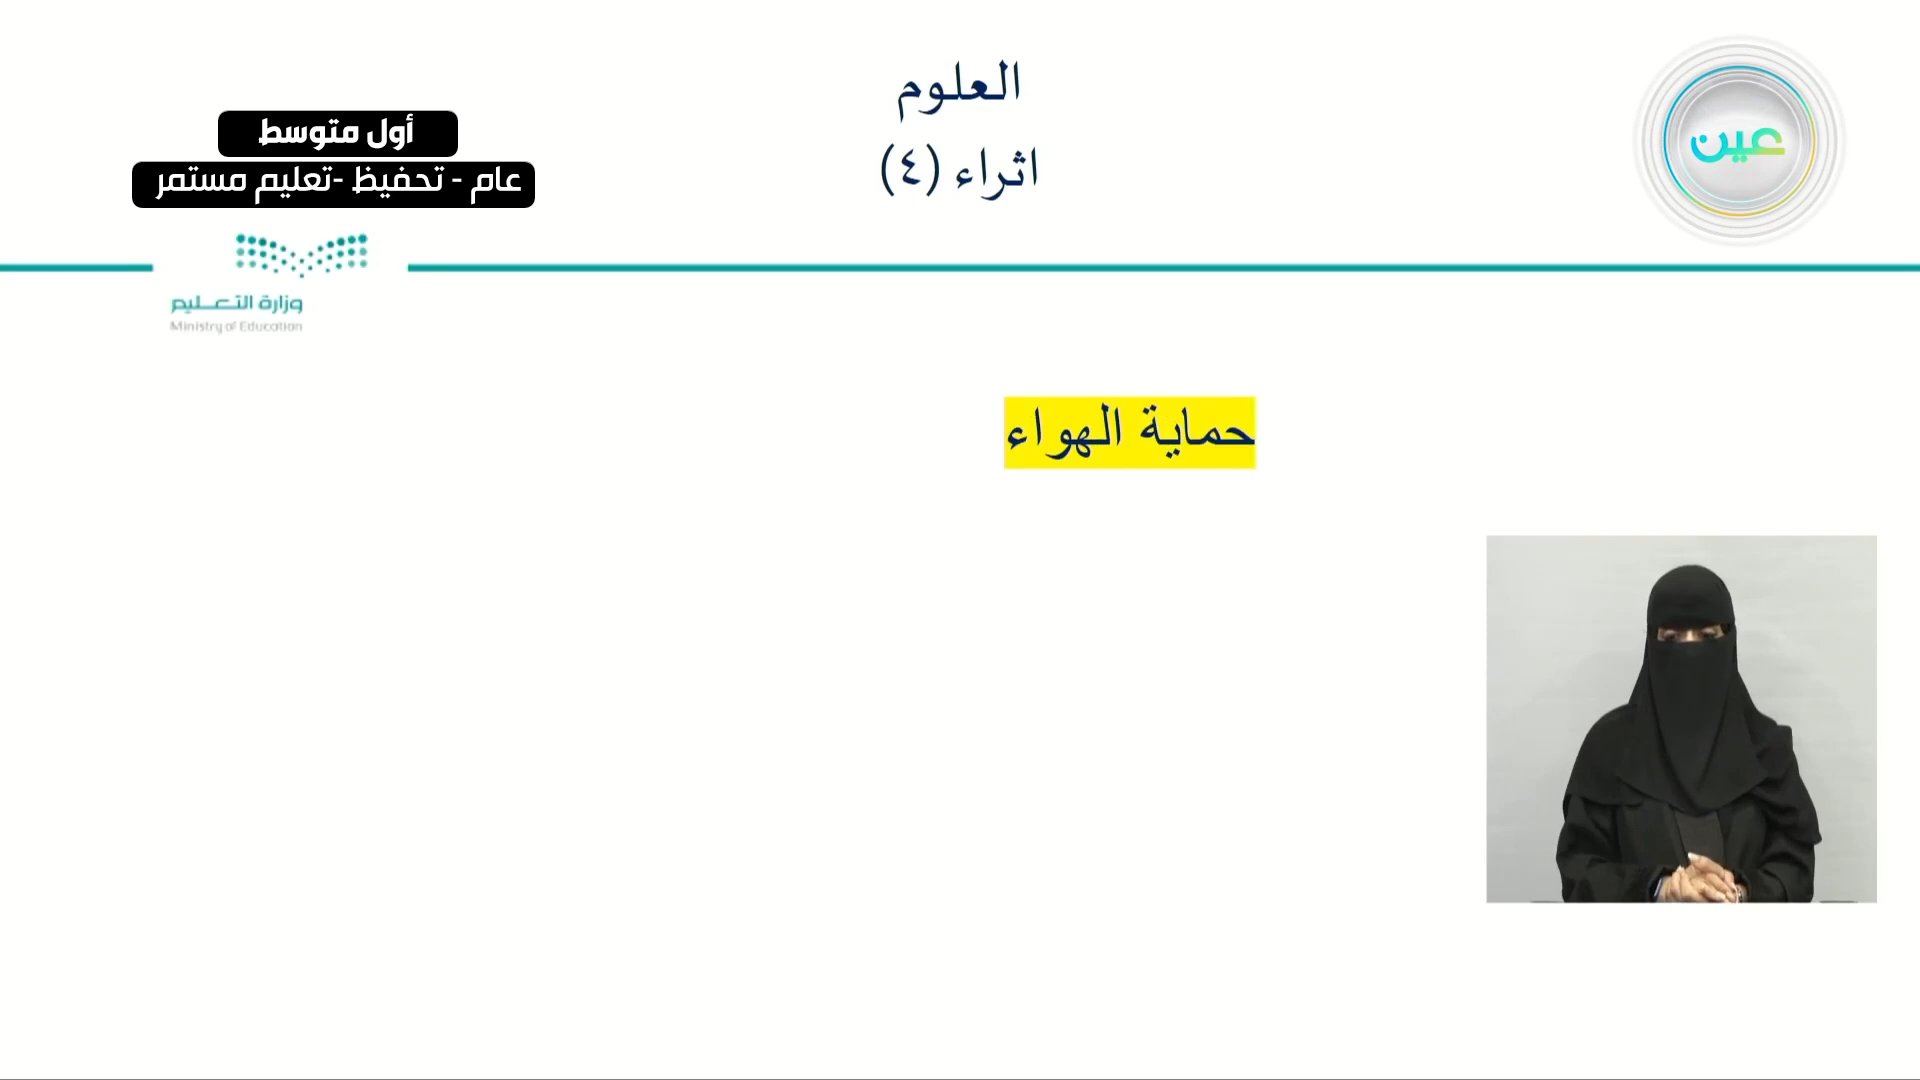 العلوم
اثراء (٤)
عين
أول متوسط
عام - تحفيظ -تعليم مستمر
وزارة التعليم
Ministry of Education
حماية الهواء